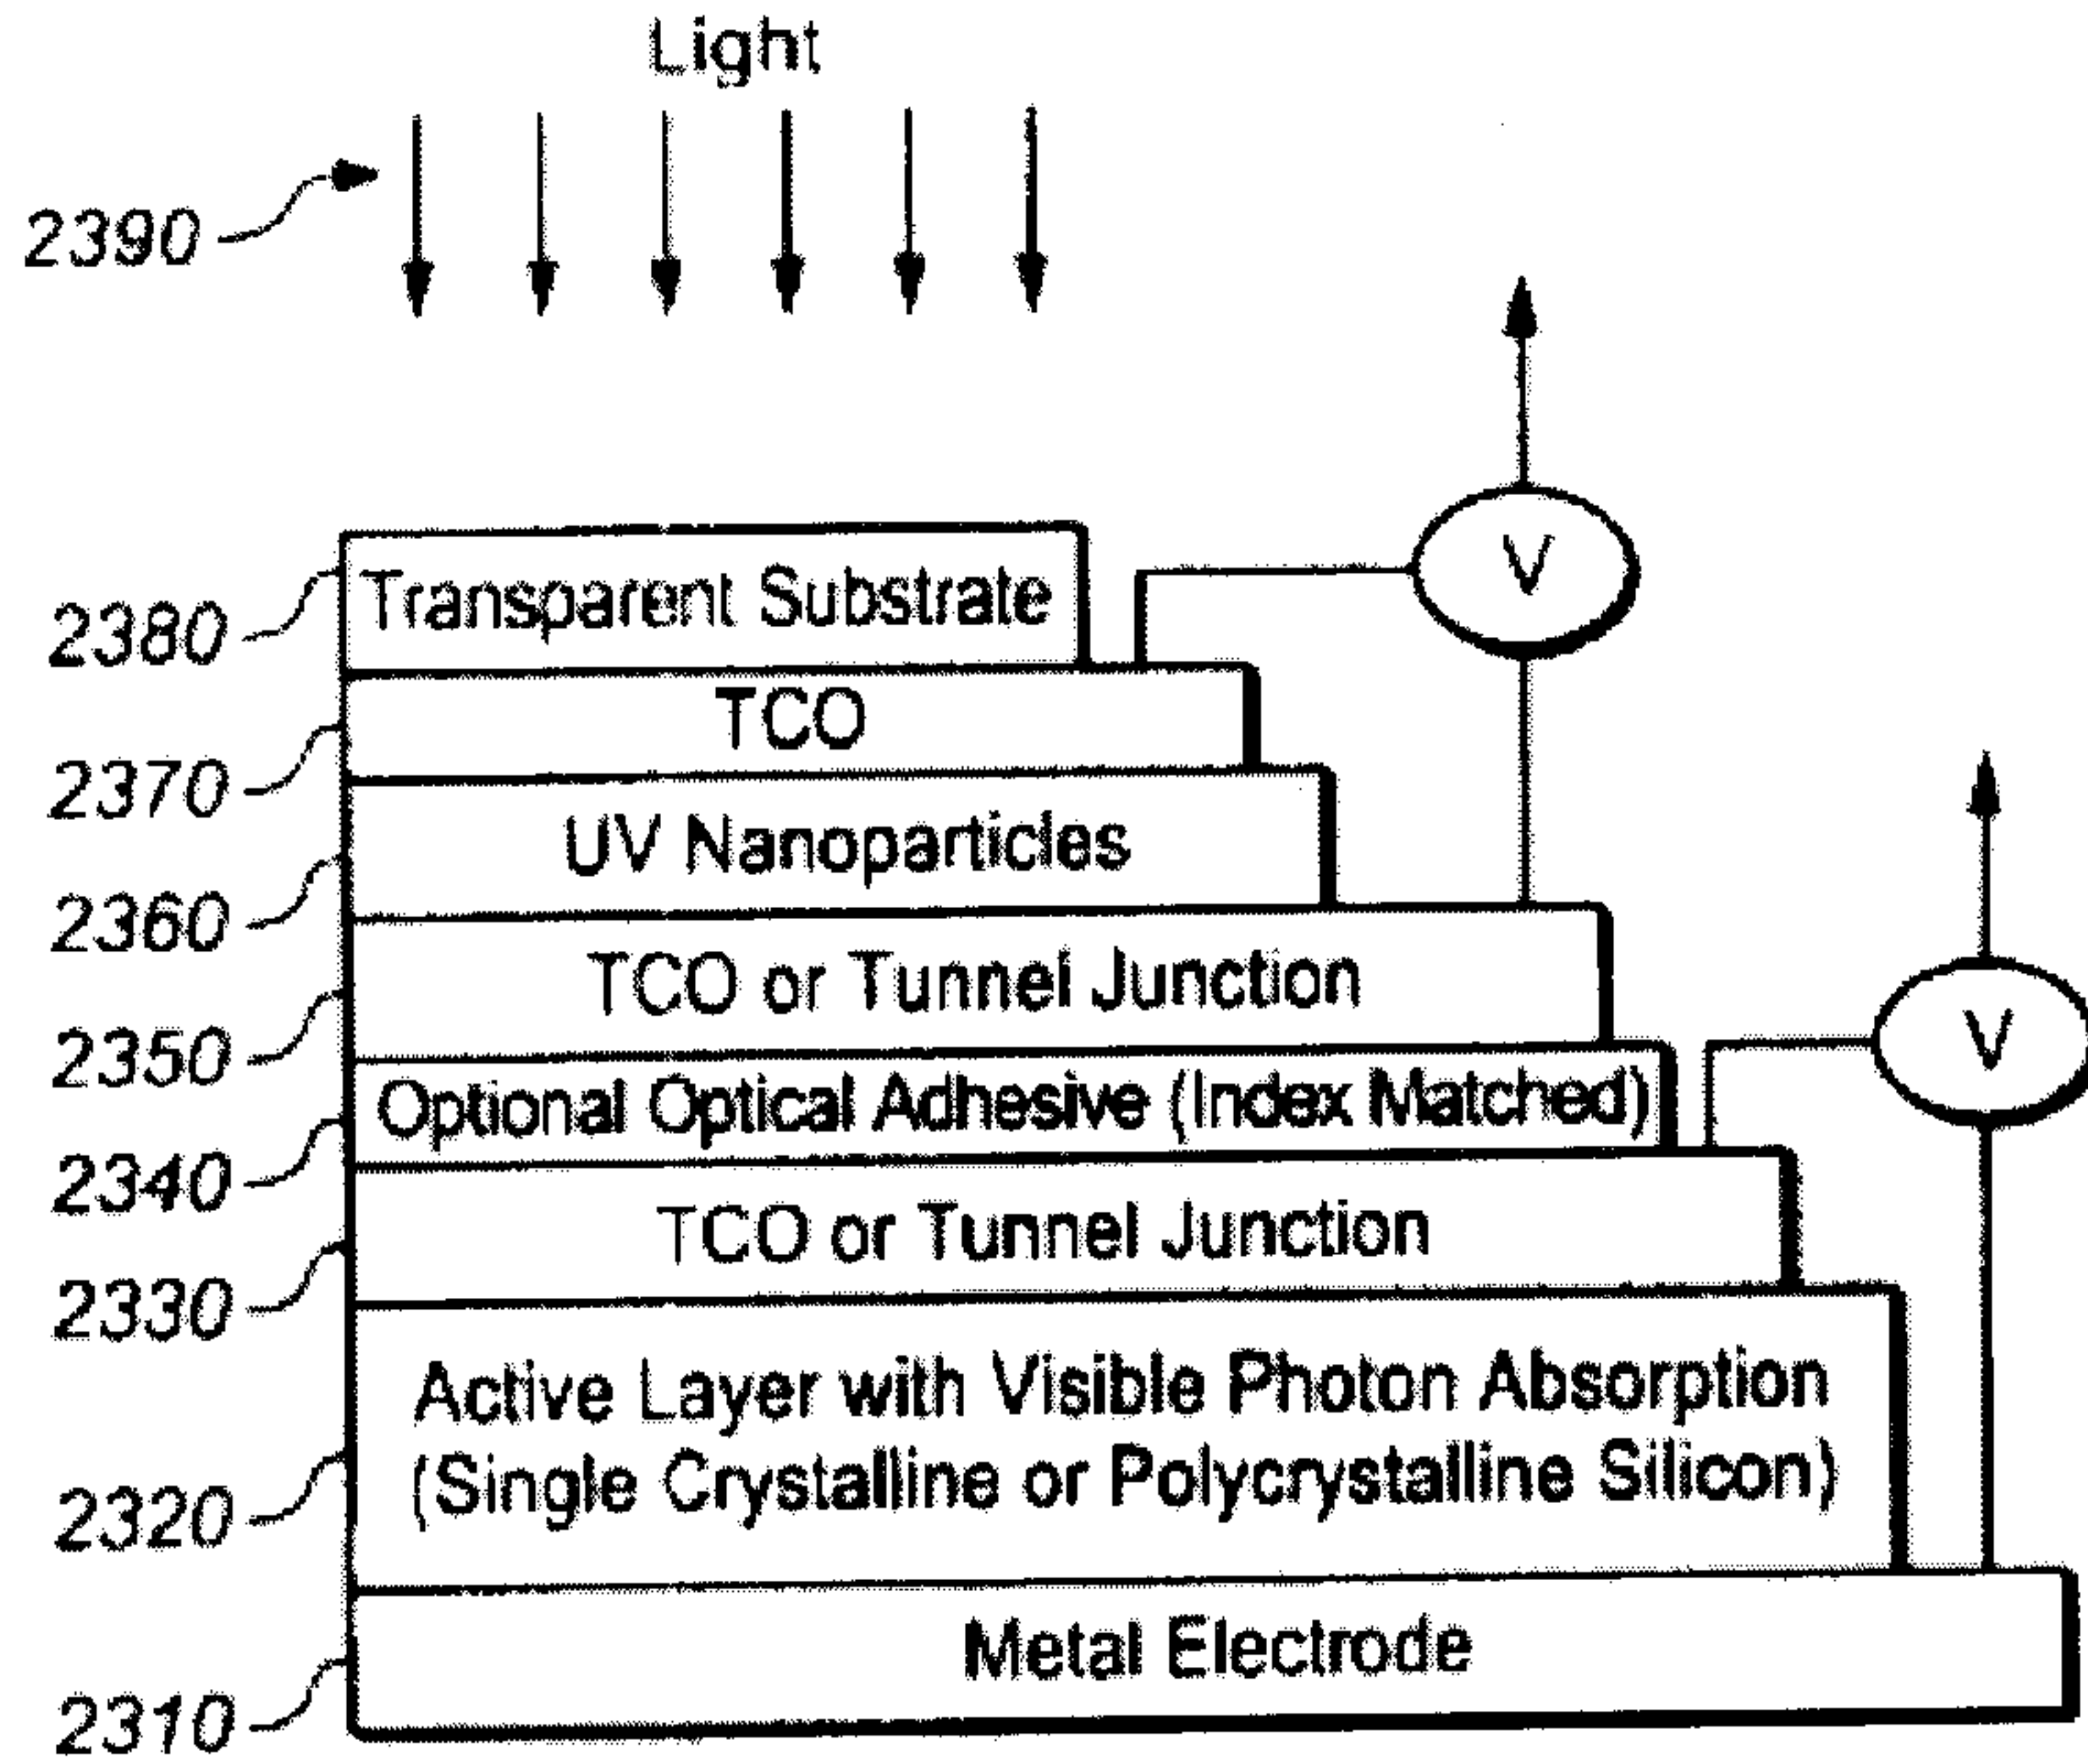 Light
2390
V
2380
Transparent Substrate
2370
TCO
2360
UV Nanoparticles
2350
TCO or Tunnel Junction
V
2340
Optional Optical Adhesive (Index Matched)
2330
TCO or Tunnel Junction
2320
Active Layer with Visible Photon Absorption
(Single Crystalline or Polycrystalline Silicon)
2310
Metal Electrode